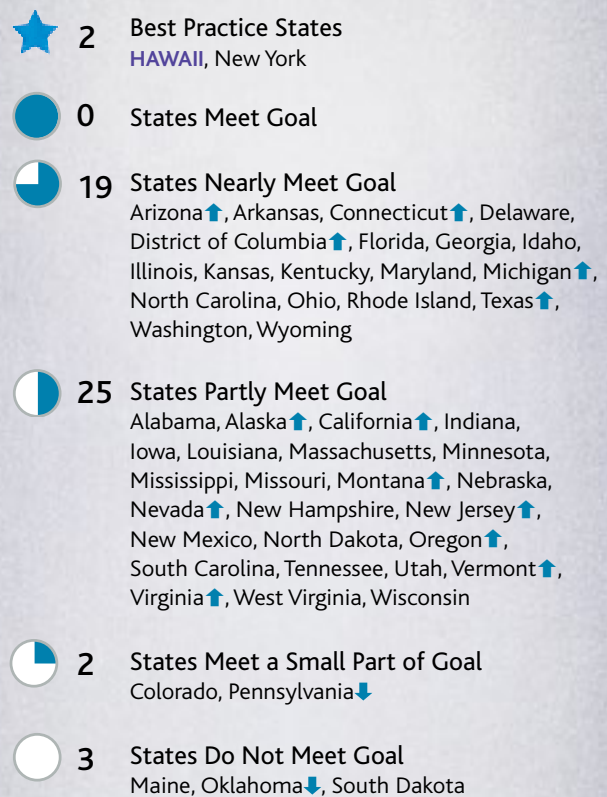 2 Best Practice States
HAWAII, New York
0 States Meet Goal
19 States Nearly Meet Goal
Arizona⬆, Arkansas, Connecticut⬆, Delaware,
District of Columbia⬆, Florida, Georgia, Idaho,
Illinois, Kansas, Kentucky, Maryland, Michigan⬆,
North Carolina, Ohio, Rhode Island, Texas⬆,
Washington, Wyoming
25 States Partly Meet Goal
Alabama, Alaska⬆, California⬆, Indiana,
Iowa, Louisiana, Massachusetts, Minnesota,
Mississippi, Missouri, Montana⬆, Nebraska,
Nevada⬆, New Hampshire, New Jersey⬆,
New Mexico, North Dakota, Oregon⬆,
South Carolina, Tennessee, Utah, Vermont⬆,
Virginia⬆, West Virginia, Wisconsin
2 States Meet a Small Part of Goal
Colorado, Pennsylvania⬇
3 States Do Not Meet Goal
Maine, Oklahoma⬇, South Dakota